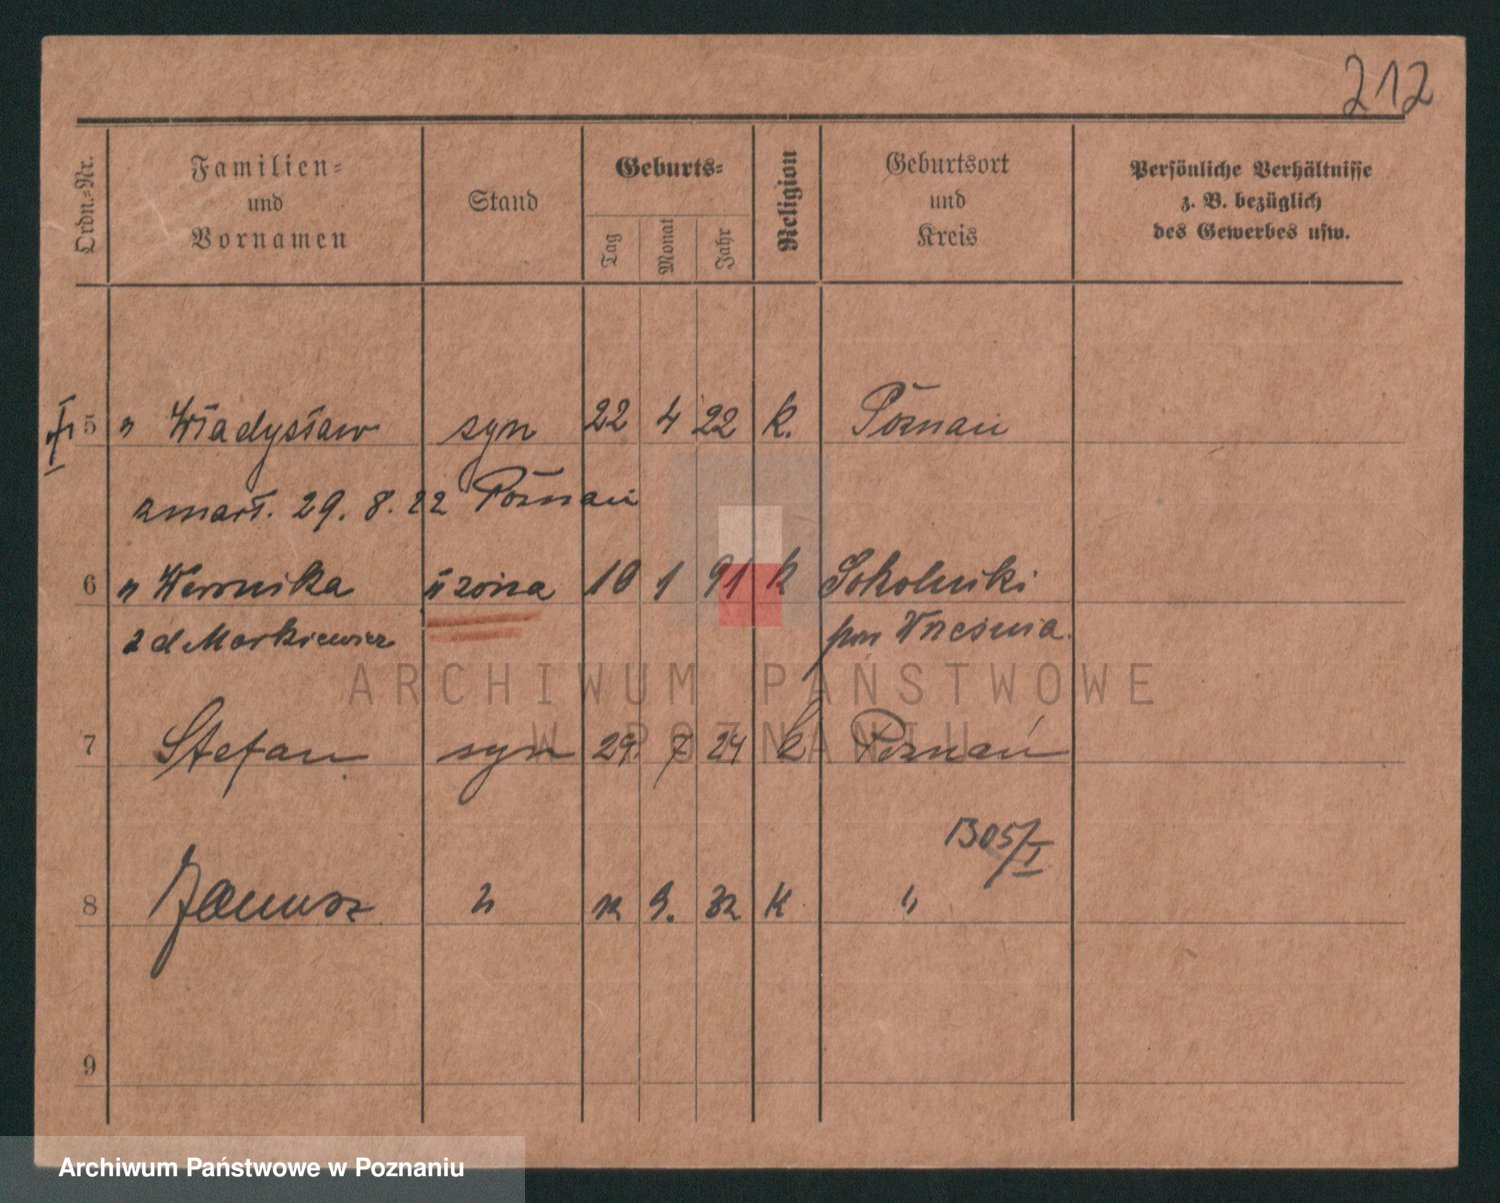 212
Ordn.-Nr. Familien- und Vornamen Stand Geburts- Tag Monat Jahr Religion Geburtsort und Kreis Persönliche Verhältnisse z. B. bezüglich des Gewerbes usw.
5 " Władysław syn 22 4 22 k. Poznań
zmarł. 29. 8. 22 Poznań
6 " Weronika II żona 10 1 91 k Sokolniki
z d Markiewicz pow Września.
7 Stefan syn 29. 7 24 k Poznań
1305/I
8 Janusz " 12 9. 32 K "
9
ARCHIWUM PAŃSTWOWE
W POZNANIU
Archiwum Państwowe w Poznaniu